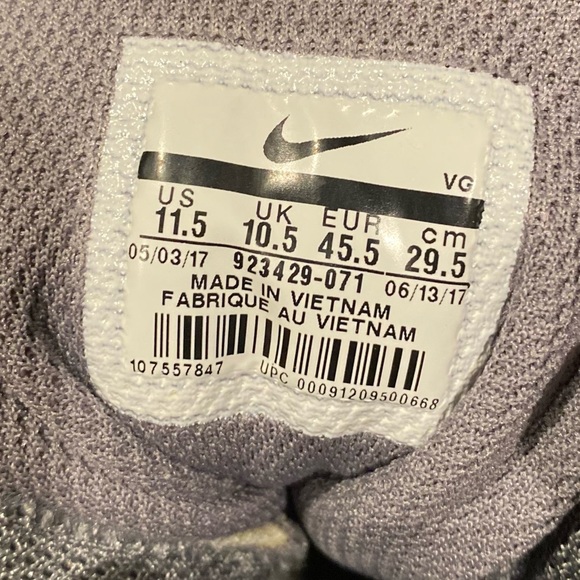 VG
US UK EUR cm
11.5 10.5 45.5 29.5
05/03/17 923429-071 06/13/17
MADE IN VIETNAM
FABRIQUE AU VIETNAM
107557847 UPC 00091209500668